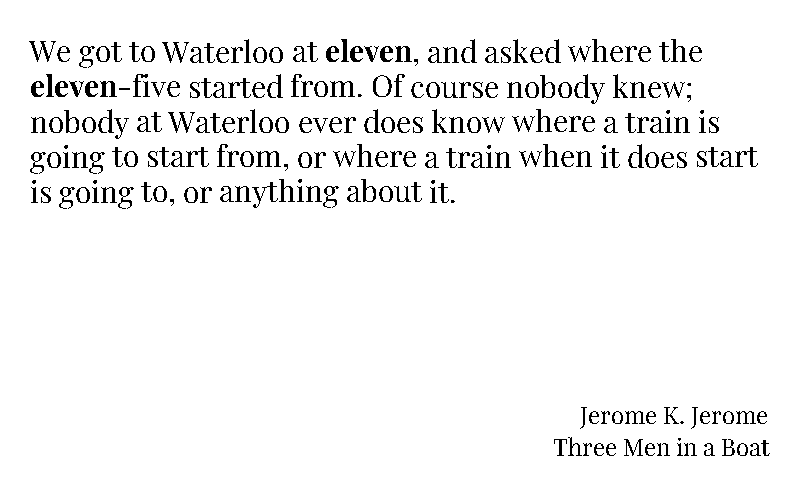 We got to Waterloo at eleven, and asked where the
eleven-five started from. Of course nobody knew;
nobody at Waterloo ever does know where a train is
going to start from, or where a train when it does start
is going to, or anything about it.
Jerome K. Jerome
Three Men in a Boat